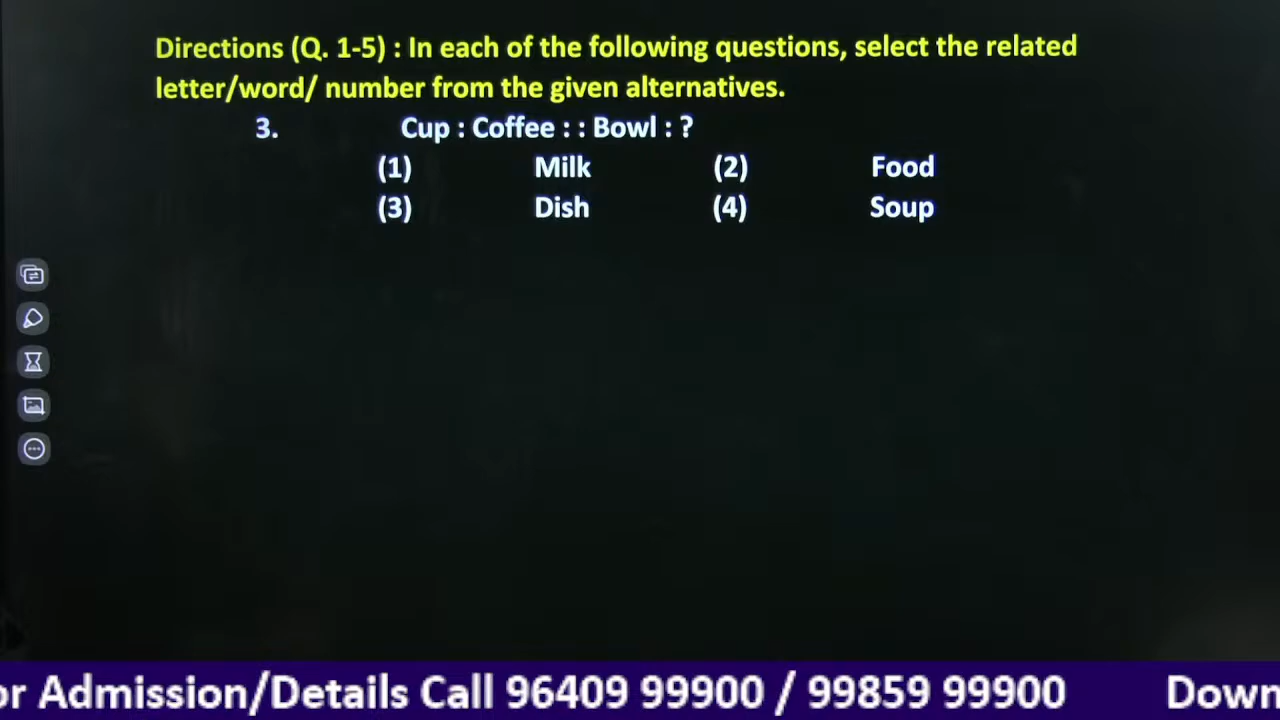 Directions (Q. 1-5) : In each of the following questions, select the related
letter/word/ number from the given alternatives.
3. Cup : Coffee : : Bowl : ?
(1) Milk (2) Food
(3) Dish (4) Soup
or Admission/Details Call 96409 99900 / 99859 99900 Down